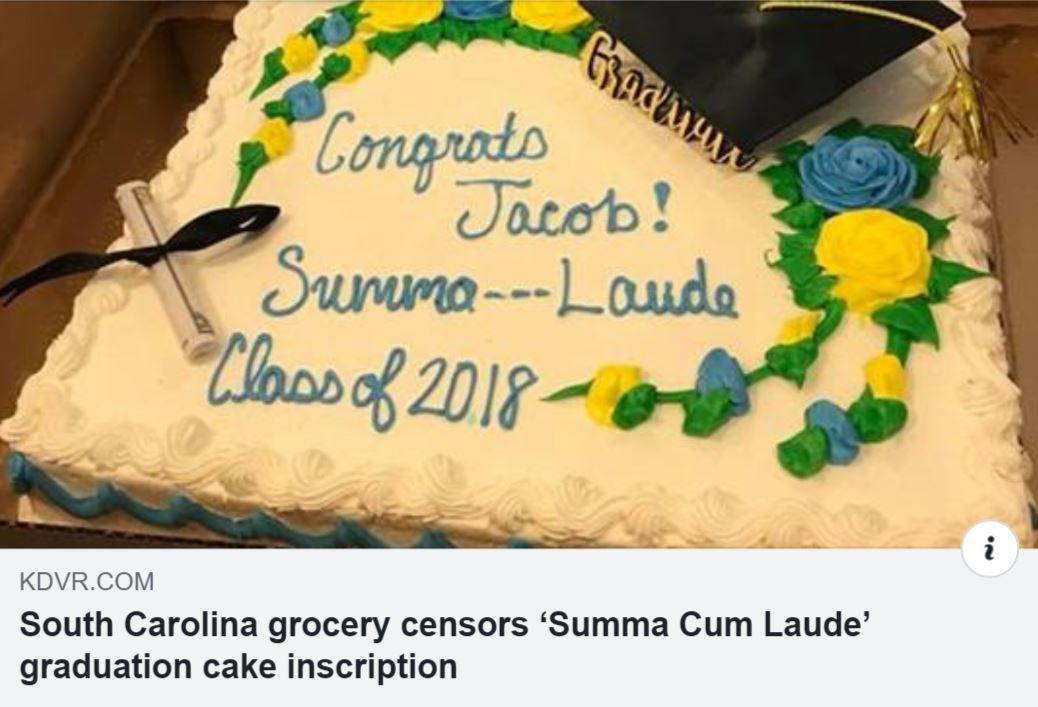 Graduate
Congrats
Jacob!
Summa---Laude
Class of 2018
i
KDVR.COM
South Carolina grocery censors ‘Summa Cum Laude’
graduation cake inscription